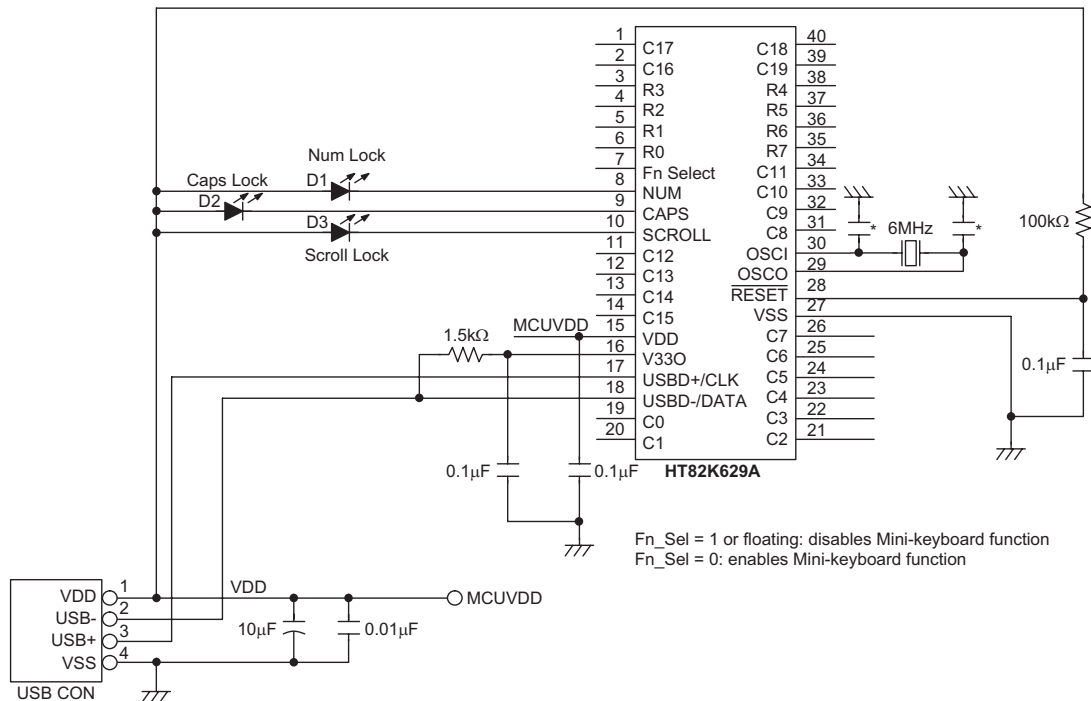 1 C17
2 C16
3 R3
4 R2
5 R1
6 R0
7 Fn Select
8 NUM
9 CAPS
10 SCROLL
11 C12
12 C13
13 C14
14 C15
15 VDD
16 V33O
17 USBD+/CLK
18 USBD-/DATA
19 C0
20 C1
C18 40
C19 39
R4 38
R5 37
R6 36
R7 35
C11 34
C10 33
C9 32
C8 31
OSCI 30
OSCO 29
RESET 28
VSS 27
C7 26
C6 25
C5 24
C4 23
C3 22
C2 21
HT82K629A
Num Lock
D1
Caps Lock
D2
D3
Scroll Lock
* 6MHz *
100kΩ
0.1μF
MCUVDD
1.5kΩ
0.1μF
0.1μF
Fn_Sel = 1 or floating: disables Mini-keyboard function
Fn_Sel = 0: enables Mini-keyboard function
VDD 1
USB- 2
USB+ 3
VSS 4
USB CON
VDD
MCUVDD
10μF
0.01μF